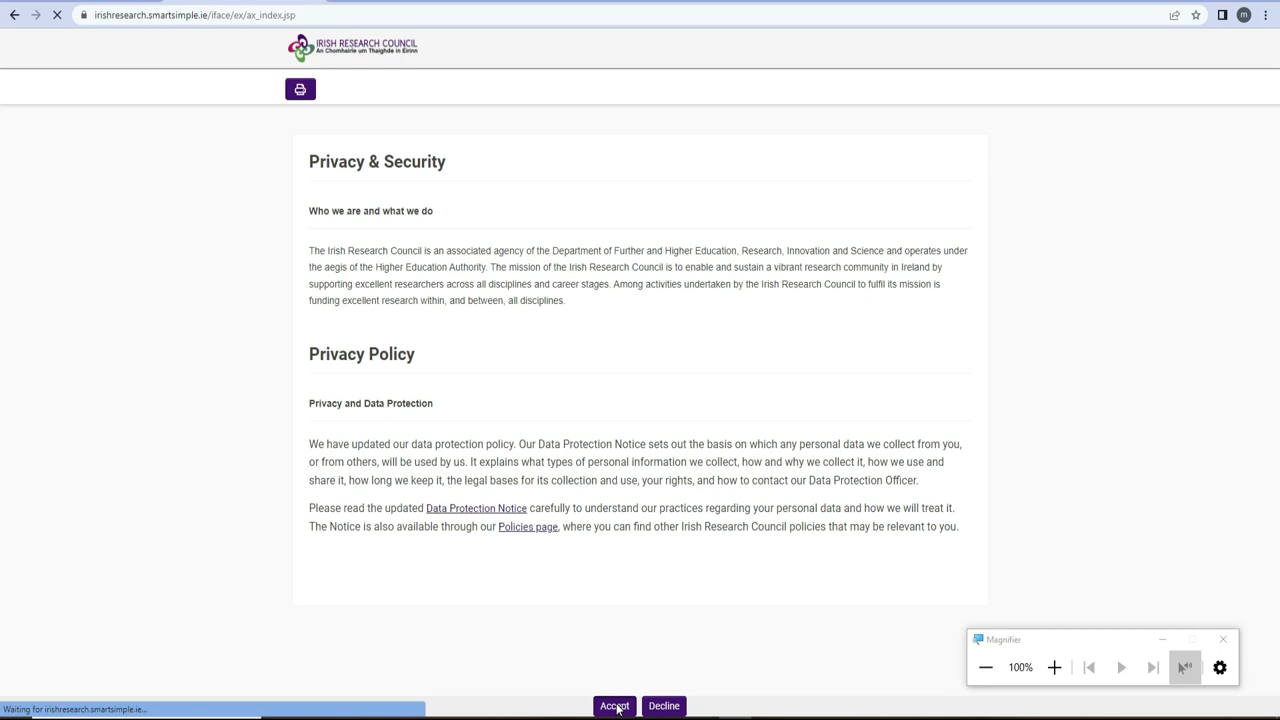 irishresearch.smartsimple.ie/iface/ex/ax_index.jsp
m
IRISH RESEARCH COUNCIL
An Chomhairle um Thaighde in Éirinn
Privacy & Security
Who we are and what we do
The Irish Research Council is an associated agency of the Department of Further and Higher Education, Research, Innovation and Science and operates under
the aegis of the Higher Education Authority. The mission of the Irish Research Council is to enable and sustain a vibrant research community in Ireland by
supporting excellent researchers across all disciplines and career stages. Among activities undertaken by the Irish Research Council to fulfil its mission is
funding excellent research within, and between, all disciplines.
Privacy Policy
Privacy and Data Protection
We have updated our data protection policy. Our Data Protection Notice sets out the basis on which any personal data we collect from you,
or from others, will be used by us. It explains what types of personal information we collect, how and why we collect it, how we use and
share it, how long we keep it, the legal bases for its collection and use, your rights, and how to contact our Data Protection Officer.
Please read the updated Data Protection Notice carefully to understand our practices regarding your personal data and how we will treat it.
The Notice is also available through our Policies page, where you can find other Irish Research Council policies that may be relevant to you.
Magnifier
100%
Accept
Decline
Waiting for irishresearch.smartsimple.ie...